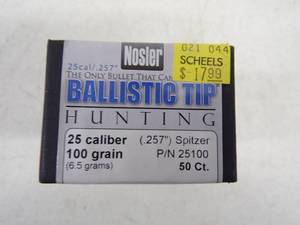 Nosler
021 044
SCHEELS
$ 17.99
25cal/.257"
THE ONLY BULLET THAT CAN
BALLISTIC TIP
HUNTING
25 caliber (.257") Spitzer
100 grain P/N 25100
(6.5 grams) 50 Ct.